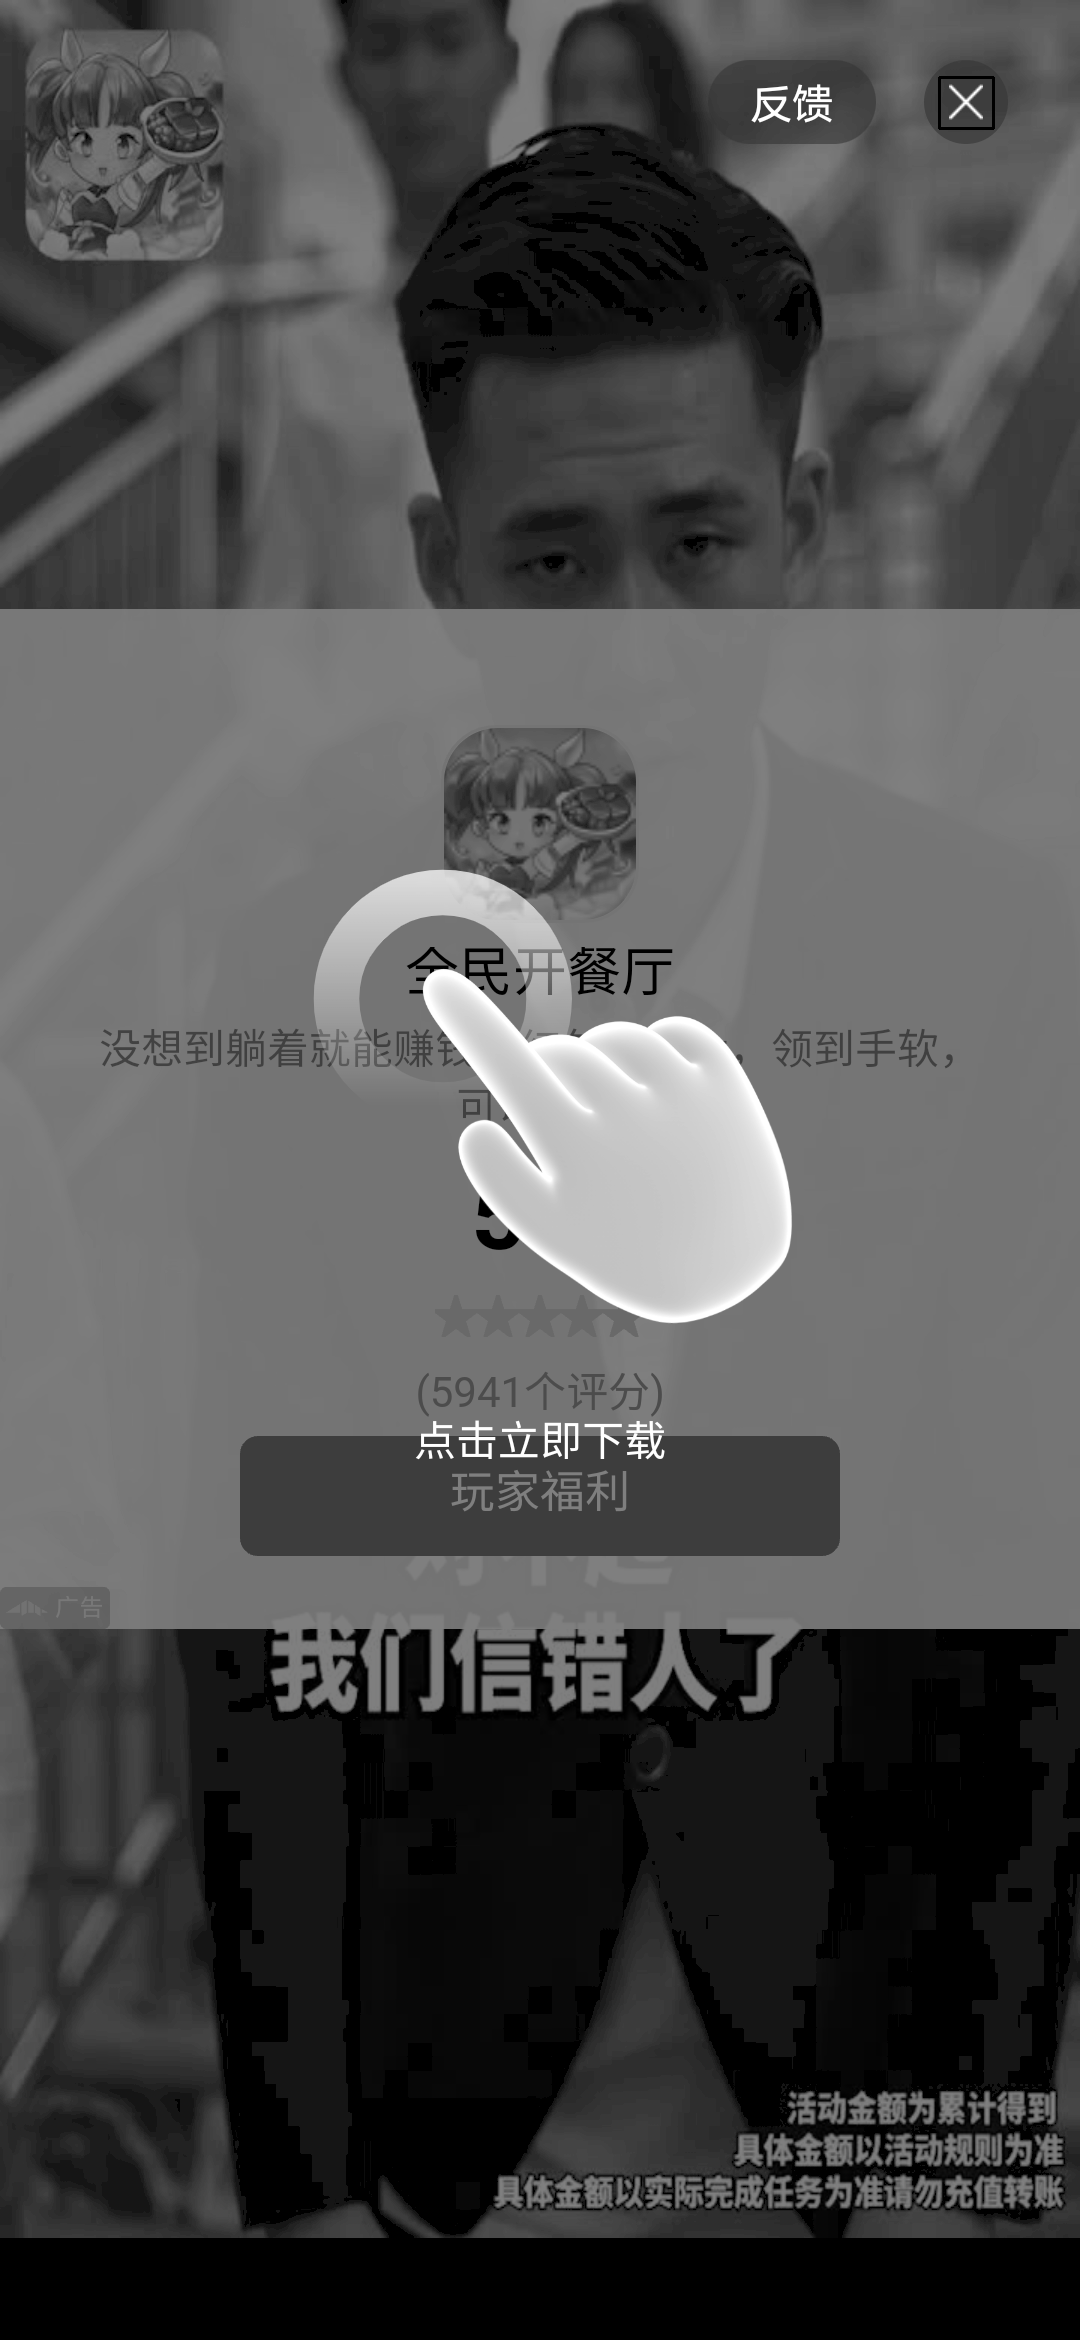 反馈
全民开餐厅
没想到躺着就能赚钱，领到手软，
可
5
(5941个评分)
点击立即下载
玩家福利
广告
我们信错人了
活动金额为累计得到
具体金额以活动规则为准
具体金额以实际完成任务为准请勿充值转账